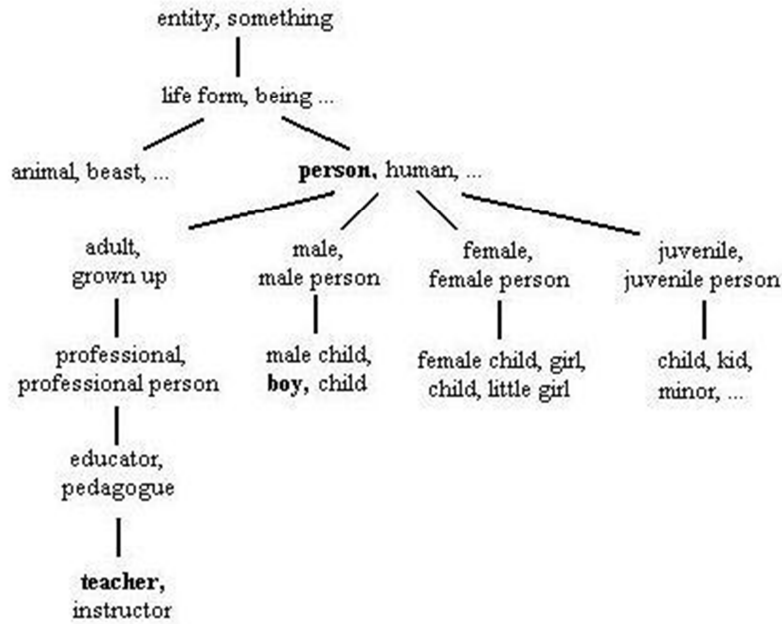 entity, something
life form, being ...
animal, beast, ...
person, human, ...
adult,
grown up
male,
male person
female,
female person
juvenile,
juvenile person
professional,
professional person
male child,
boy, child
female child, girl,
child, little girl
child, kid,
minor, ...
educator,
pedagogue
teacher,
instructor